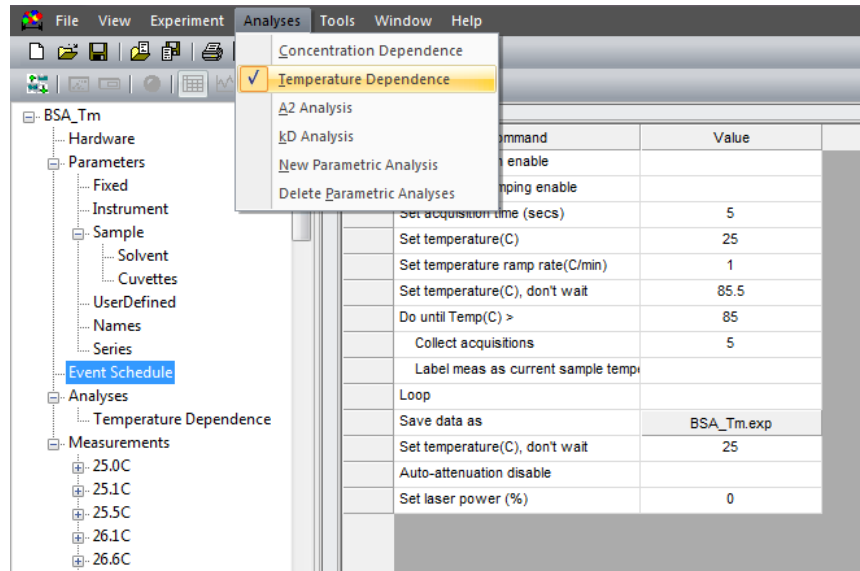 File View Experiment Analyses Tools Window Help
Concentration Dependence
Temperature Dependence
A2 Analysis
kD Analysis
New Parametric Analysis
Delete Parametric Analyses
BSA_Tm
Hardware
Parameters
Fixed
Instrument
Sample
Solvent
Cuvettes
UserDefined
Names
Series
Event Schedule
Analyses
Temperature Dependence
Measurements
25.0C
25.1C
25.5C
26.1C
26.6C
Value
enable
enable
Set acquisition time (secs) 5
Set temperature(C) 25
Set temperature ramp rate(C/min) 1
Set temperature(C), don't wait 85.5
Do until Temp(C) > 85
Collect acquisitions 5
Label meas as current sample
Loop
Save data as BSA_Tm.exp
Set temperature(C), don't wait 25
Auto-attenuation disable
Set laser power (%) 0